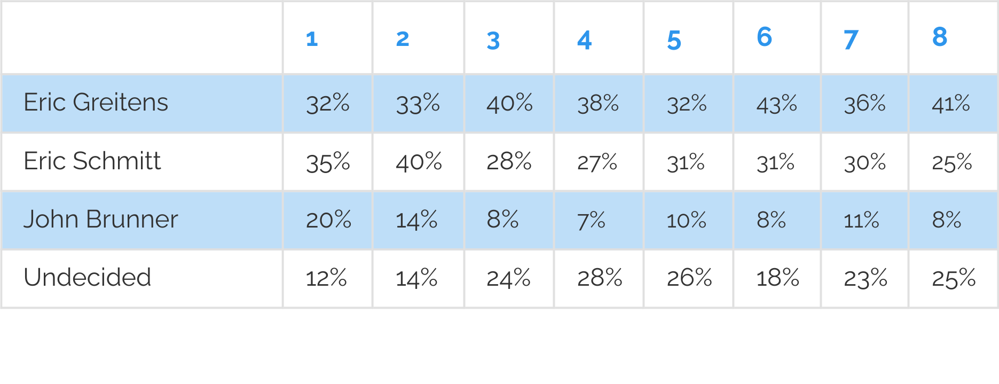 1 2 3 4 5 6 7 8
Eric Greitens 32% 33% 40% 38% 32% 43% 36% 41%
Eric Schmitt 35% 40% 28% 27% 31% 31% 30% 25%
John Brunner 20% 14% 8% 7% 10% 8% 11% 8%
Undecided 12% 14% 24% 28% 26% 18% 23% 25%